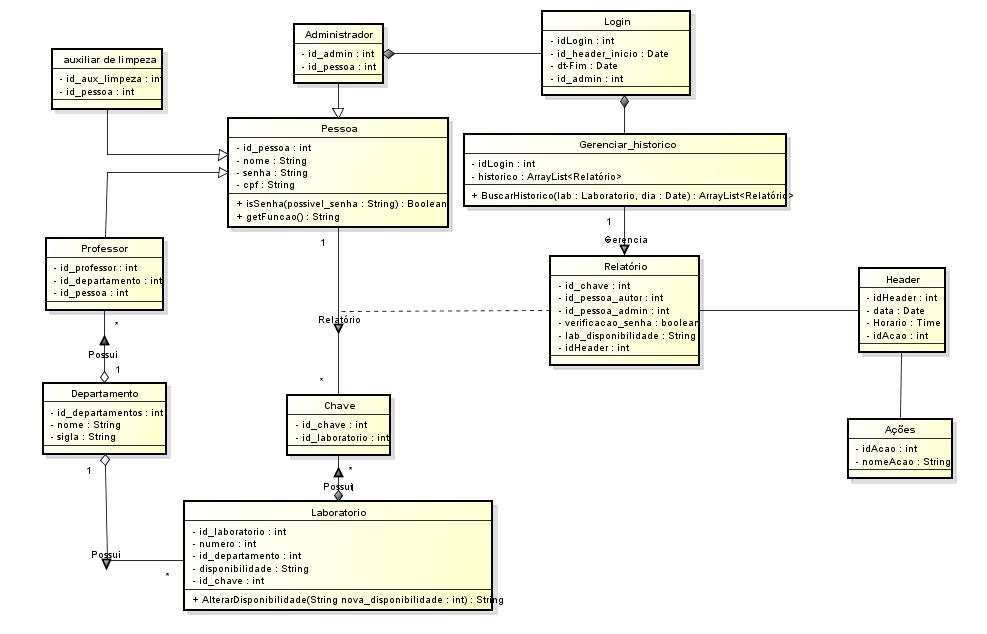 auxiliar de limpeza
- id_aux_limpeza : int
- id_pessoa : int
Administrador
- id_admin : int
- id_pessoa : int
Login
- idLogin : int
- id_header_inicio : Date
- dt-Fim : Date
- id_admin : int
Pessoa
- id_pessoa : int
- nome : String
- senha : String
- cpf : String
+ isSenha(possivel_senha : String) : Boolean
+ getFuncao() : String
Gerenciar_historico
- idLogin : int
- historico : ArrayList<Relatório>
+ BuscarHistorico(lab : Laboratorio, dia : Date) : ArrayList<Relatório>
1
Gerencia
Professor
- id_professor : int
- id_departamento : int
- id_pessoa : int
*
Possui
1
1
Relatório
*
Relatório
- id_chave : int
- id_pessoa_autor : int
- id_pessoa_admin : int
- verificacao_senha : boolean
- lab_disponibilidade : String
- idHeader : int
Header
- idHeader : int
- data : Date
- Horario : Time
- idAcao : int
Departamento
- id_departamentos : int
- nome : String
- sigla : String
1
Possui
*
Chave
- id_chave : int
- id_laboratorio : int
*
Possui
1
Ações
- idAcao : int
- nomeAcao : String
Laboratorio
- id_laboratorio : int
- numero : int
- id_departamento : int
- disponibilidade : String
- id_chave : int
+ AlterarDisponibilidade(String nova_disponibilidade : int) : String